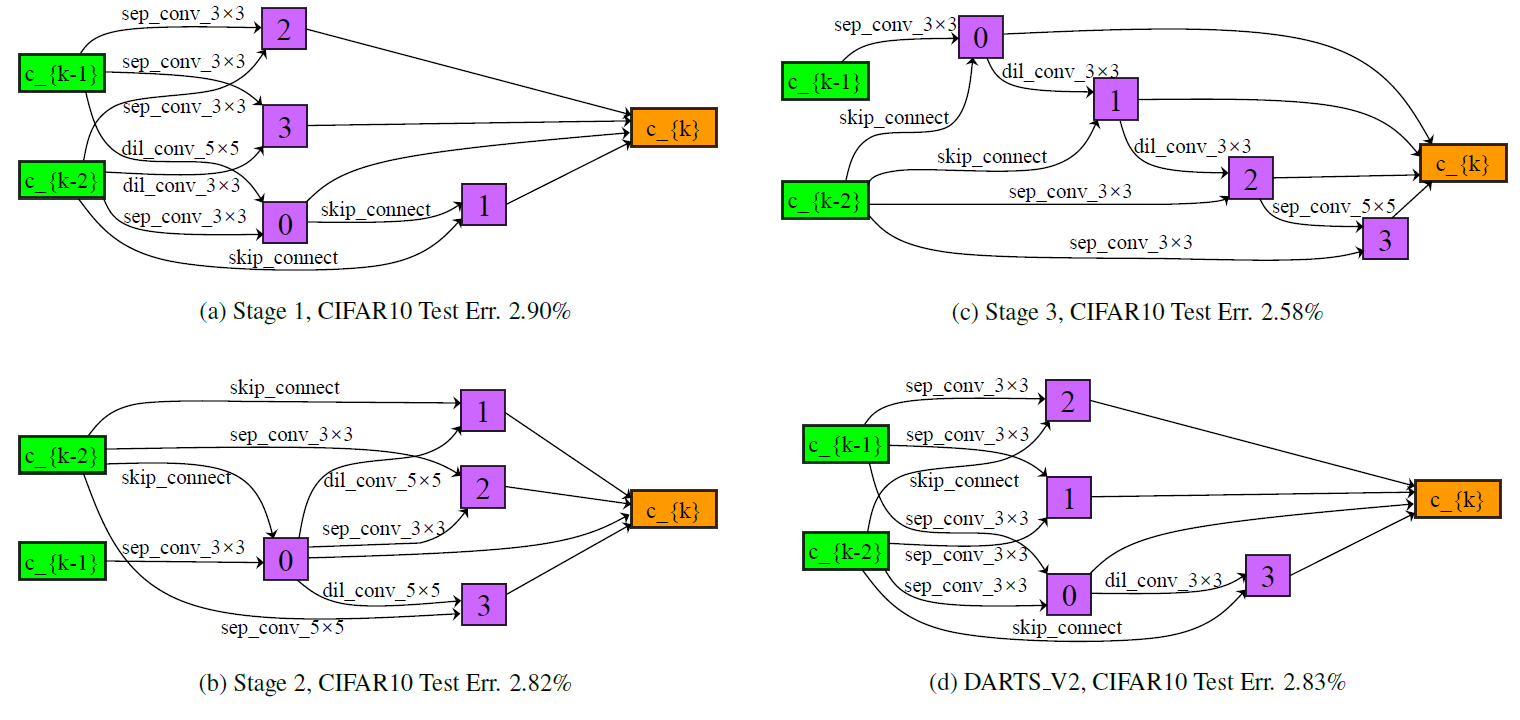 sep_conv_3×3
2
c_{k-1}
sep_conv_3×3
sep_conv_3×3
3
c_{k}
dil_conv_5×5
c_{k-2}
dil_conv_3×3
sep_conv_3×3
0
skip_connect
1
skip_connect
(a) Stage 1, CIFAR10 Test Err. 2.90%
skip_connect
1
c_{k-2}
sep_conv_3×3
skip_connect
dil_conv_5×5
2
c_{k}
sep_conv_3×3
c_{k-1}
sep_conv_3×3
0
dil_conv_5×5
3
sep_conv_5×5
(b) Stage 2, CIFAR10 Test Err. 2.82%
sep_conv_3×3
0
c_{k-1}
dil_conv_3×3
1
skip_connect
skip_connect
dil_conv_3×3
c_{k}
c_{k-2}
sep_conv_3×3
2
sep_conv_5×5
3
sep_conv_3×3
(c) Stage 3, CIFAR10 Test Err. 2.58%
sep_conv_3×3
2
c_{k-1}
sep_conv_3×3
skip_connect
1
c_{k}
sep_conv_3×3
c_{k-2}
sep_conv_3×3
sep_conv_3×3
0
dil_conv_3×3
3
skip_connect
(d) DARTS_V2, CIFAR10 Test Err. 2.83%